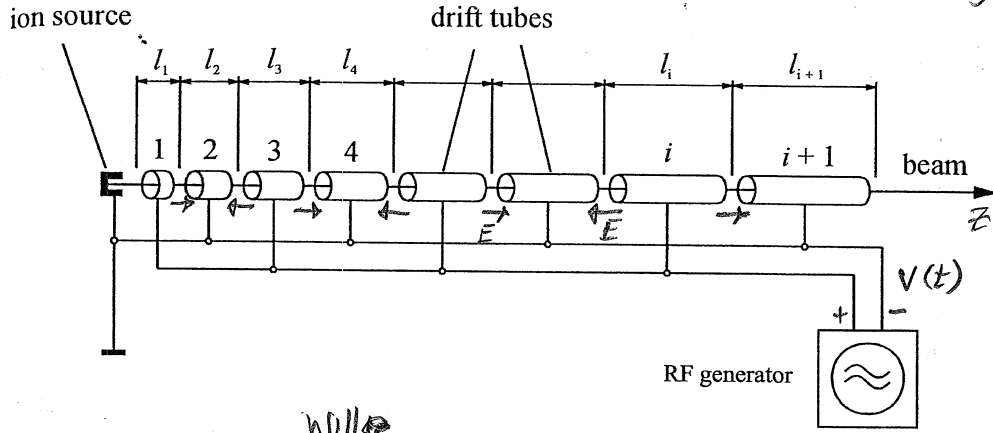 ion source
drift tubes
l₁ l₂ l₃ l₄ lᵢ lᵢ₊₁
1 2 3 4 i i + 1
beam
E E
z
V(t)
+ −
RF generator